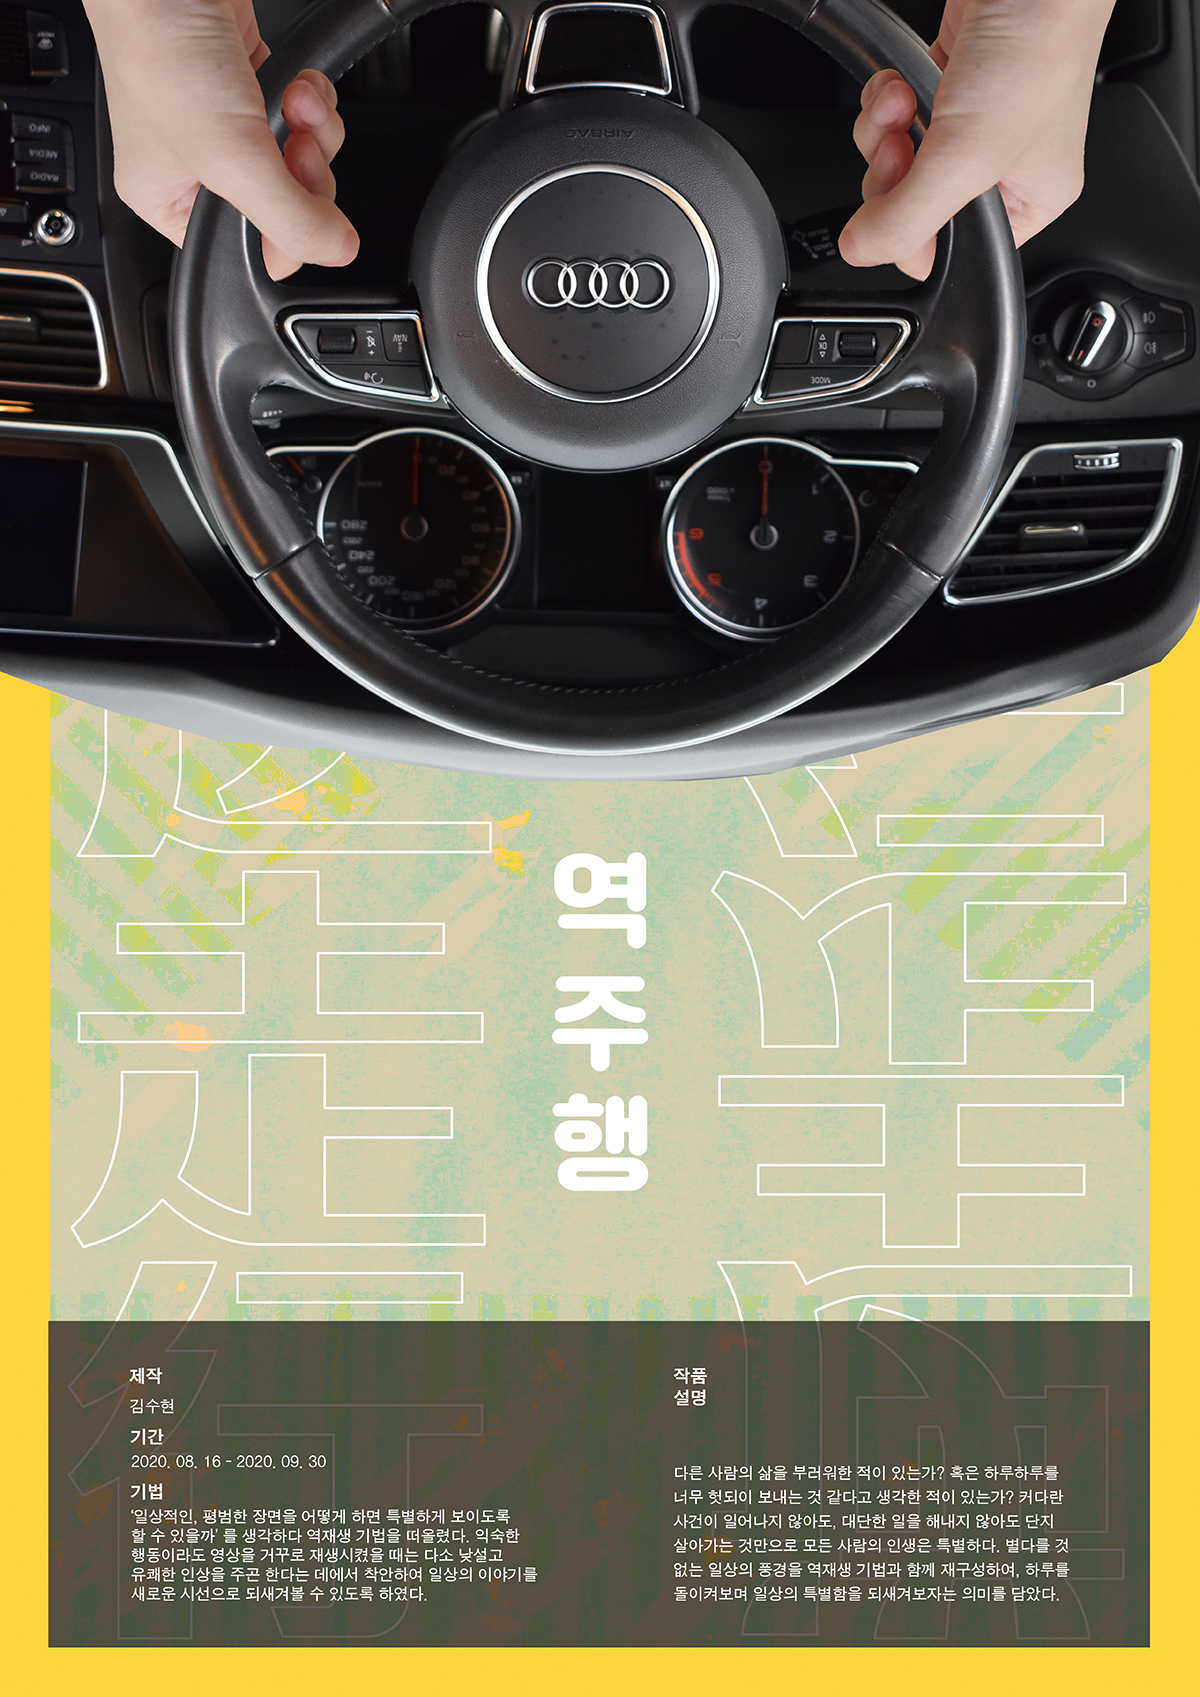 INFO
MEDIA
RADIO
AIRBAG
NAV
OK
MODE
역
주
행
走
行
제작
김수현
기간
2020. 08. 16 - 2020. 09. 30
기법
‘일상적인, 평범한 장면을 어떻게 하면 특별하게 보이도록
할 수 있을까’ 를 생각하다 역재생 기법을 떠올렸다. 익숙한
행동이라도 영상을 거꾸로 재생시켰을 때는 다소 낯설고
유쾌한 인상을 주곤 한다는 데에서 착안하여 일상의 이야기를
새로운 시선으로 되새겨볼 수 있도록 하였다.
작품
설명
다른 사람의 삶을 부러워한 적이 있는가? 혹은 하루하루를
너무 헛되이 보내는 것 같다고 생각한 적이 있는가? 커다란
사건이 일어나지 않아도, 대단한 일을 해내지 않아도 단지
살아가는 것만으로 모든 사람의 인생은 특별하다. 별다를 것
없는 일상의 풍경을 역재생 기법과 함께 재구성하여, 하루를
돌이켜보며 일상의 특별함을 되새겨보자는 의미를 담았다.